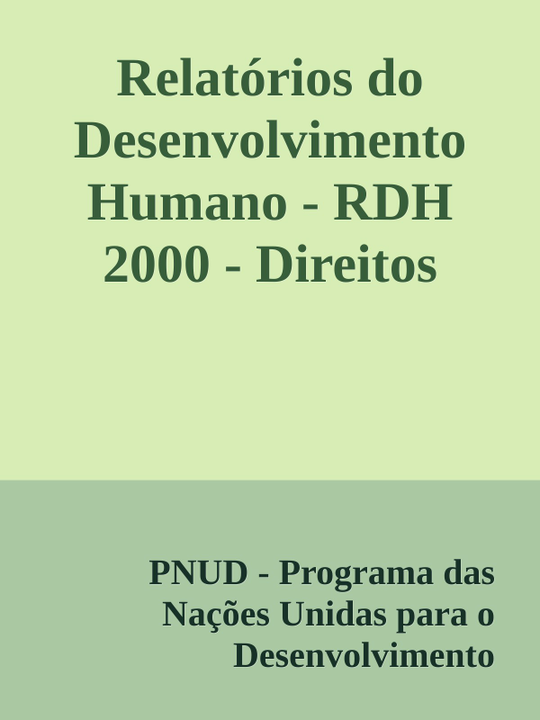 Relatórios do
Desenvolvimento
Humano - RDH
2000 - Direitos
PNUD - Programa das
Nações Unidas para o
Desenvolvimento